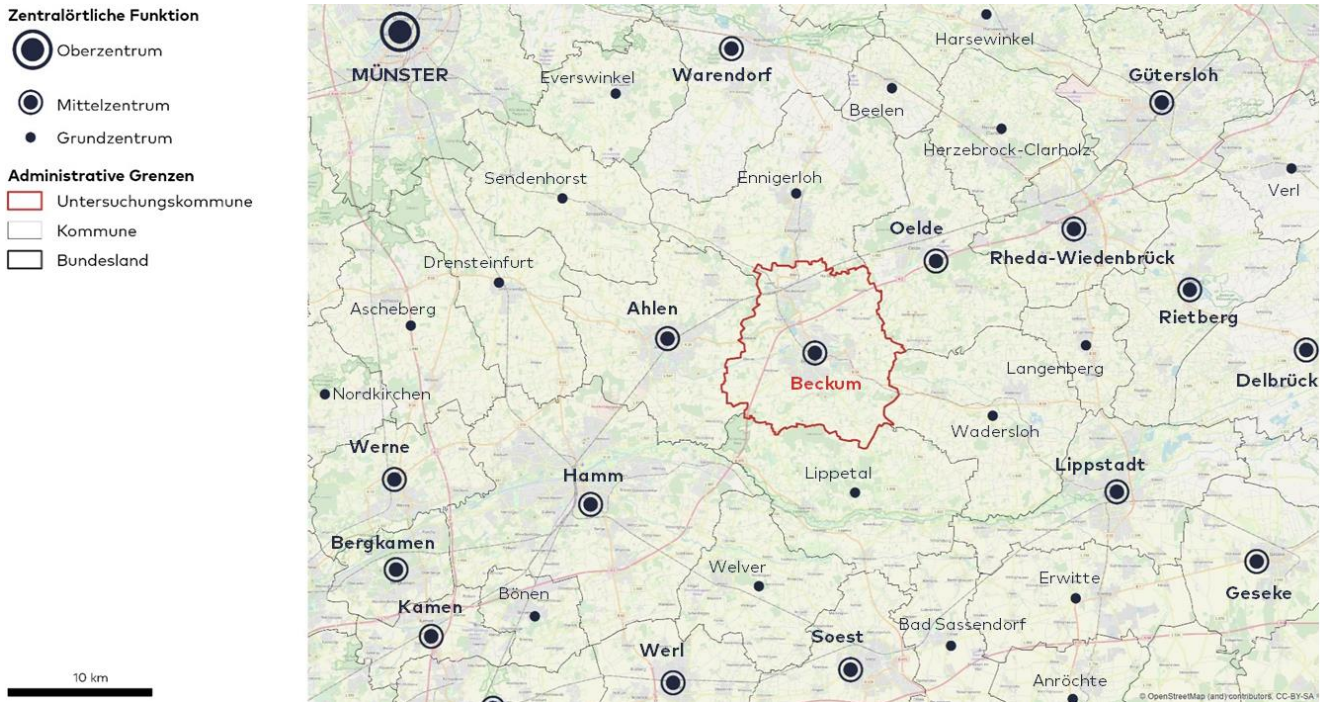 Zentralörtliche Funktion
Oberzentrum
Mittelzentrum
Grundzentrum
Administrative Grenzen
Untersuchungskommune
Kommune
Bundesland
10 km
MÜNSTER
Everswinkel
Warendorf
Harsewinkel
Beelen
Gütersloh
Herzebrock-Clarholz
Verl
Sendenhorst
Ennigerloh
Oelde
Rheda-Wiedenbrück
Drensteinfurt
Ascheberg
Ahlen
Rietberg
Langenberg
Delbrück
Beckum
Nordkirchen
Wadersloh
Werne
Hamm
Lippetal
Lippstadt
Bergkamen
Welver
Erwitte
Geseke
Kamen
Bönen
Soest
Bad Sassendorf
Werl
Anröchte
© OpenStreetMap (and) contributors, CC-BY-SA